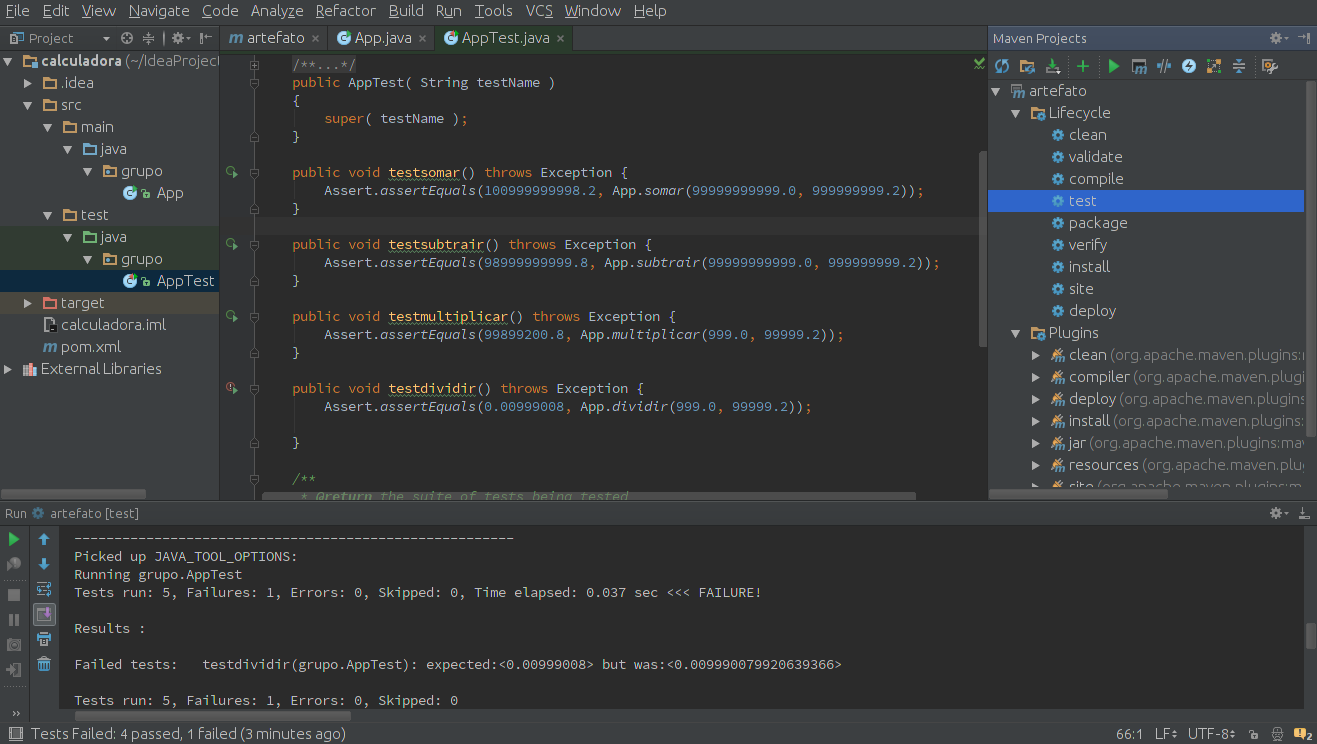 File Edit View Navigate Code Analyze Refactor Build Run Tools VCS Window Help
Project
artefato
App.java
AppTest.java
Maven Projects
calculadora (~/IdeaProject
.idea
src
main
java
grupo
App
test
java
grupo
AppTest
target
calculadora.iml
pom.xml
External Libraries
/**...*/
public AppTest( String testName )
{
super( testName );
}
public void testsomar() throws Exception {
Assert.assertEquals(100999999998.2, App.somar(99999999999.0, 999999999.2));
}
public void testsubtrair() throws Exception {
Assert.assertEquals(98999999999.8, App.subtrair(99999999999.0, 999999999.2));
}
public void testmultiplicar() throws Exception {
Assert.assertEquals(99899200.8, App.multiplicar(999.0, 99999.2));
}
public void testdividir() throws Exception {
Assert.assertEquals(0.00999008, App.dividir(999.0, 99999.2));
}
/**
* @return the suite of tests being tested
artefato
Lifecycle
clean
validate
compile
test
package
verify
install
site
deploy
Plugins
clean (org.apache.maven.plugins:m
compiler (org.apache.maven.plugi
deploy (org.apache.maven.plugins
install (org.apache.maven.plugins:
jar (org.apache.maven.plugins:mav
resources (org.apache.maven.plu
site (org.apache.maven.plugins:m
Run artefato [test]
-------------------------------------------------------
Picked up JAVA_TOOL_OPTIONS:
Running grupo.AppTest
Tests run: 5, Failures: 1, Errors: 0, Skipped: 0, Time elapsed: 0.037 sec <<< FAILURE!
Results :
Failed tests: testdividir(grupo.AppTest): expected:<0.00999008> but was:<0.009990079920639366>
Tests run: 5, Failures: 1, Errors: 0, Skipped: 0
Tests Failed: 4 passed, 1 failed (3 minutes ago)
66:1 LF UTF-8 2